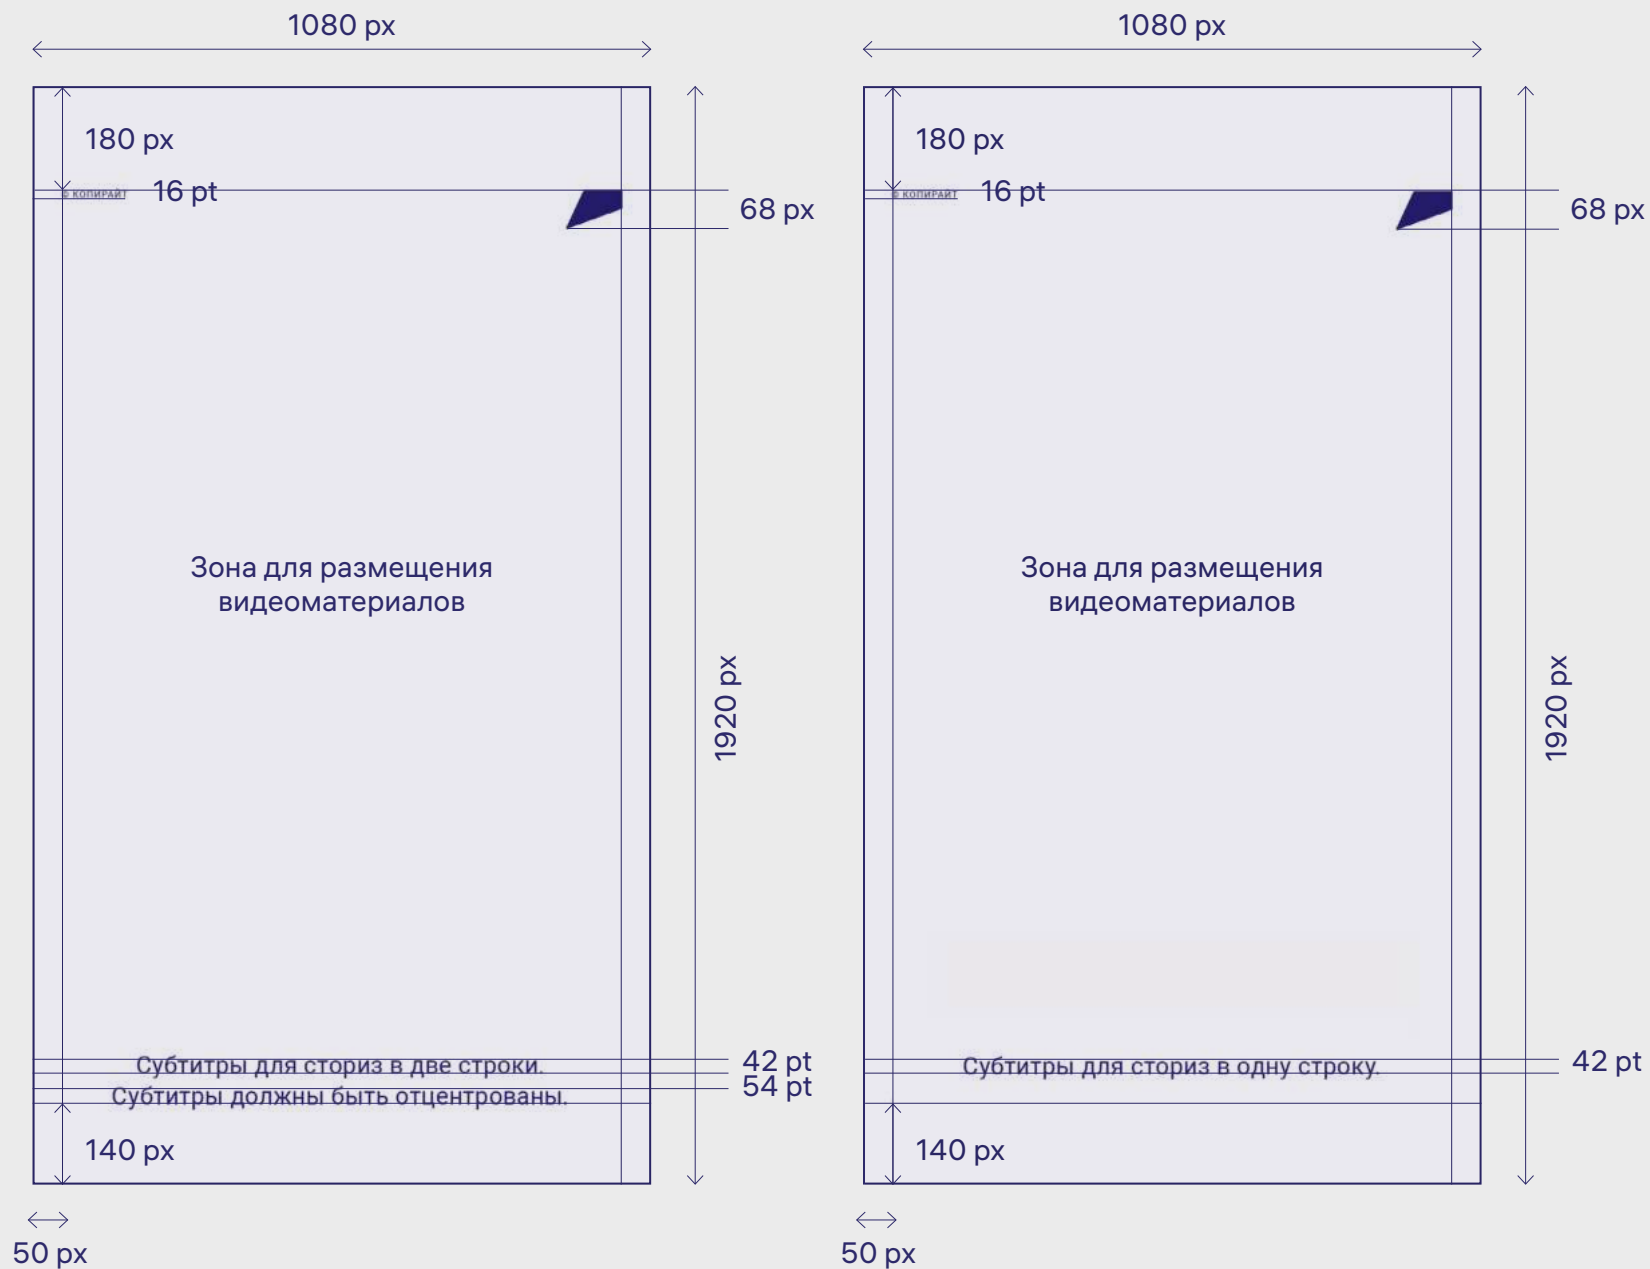 1080 px
180 px
© КОПИРАЙТ
16 pt
68 px
Зона для размещения
видеоматериалов
1920 px
Субтитры для сториз в две строки.
Субтитры должны быть отцентрованы.
42 pt
54 pt
140 px
50 px
1080 px
180 px
© КОПИРАЙТ
16 pt
68 px
Зона для размещения
видеоматериалов
1920 px
Субтитры для сториз в одну строку.
42 pt
140 px
50 px